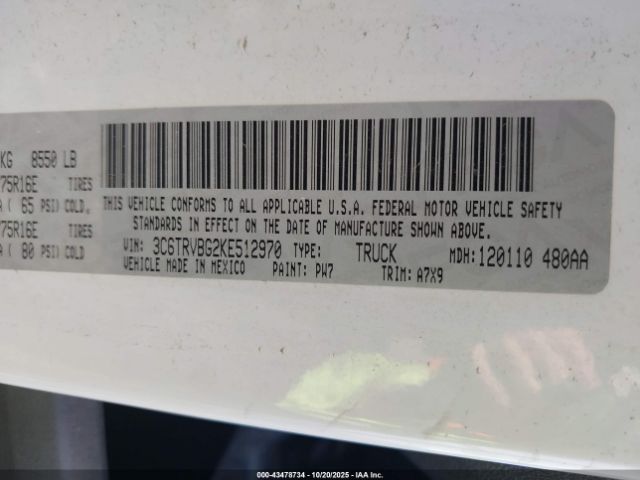 KG 8550 LB
75R16E TIRES
A ( 65 PSI) COLD.
75R16E TIRES
A ( 80 PSI) COLD
THIS VEHICLE CONFORMS TO ALL APPLICABLE U.S.A. FEDERAL MOTOR VEHICLE SAFETY
STANDARDS IN EFFECT ON THE DATE OF MANUFACTURE SHOWN ABOVE.
VIN: 3C6TRVBG2KE512970 TYPE: TRUCK MDH: 120110 480AA
VEHICLE MADE IN MEXICO PAINT: PW7 TRIM: A7X9
000-43478734 | 10/20/2025 | IAA Inc.